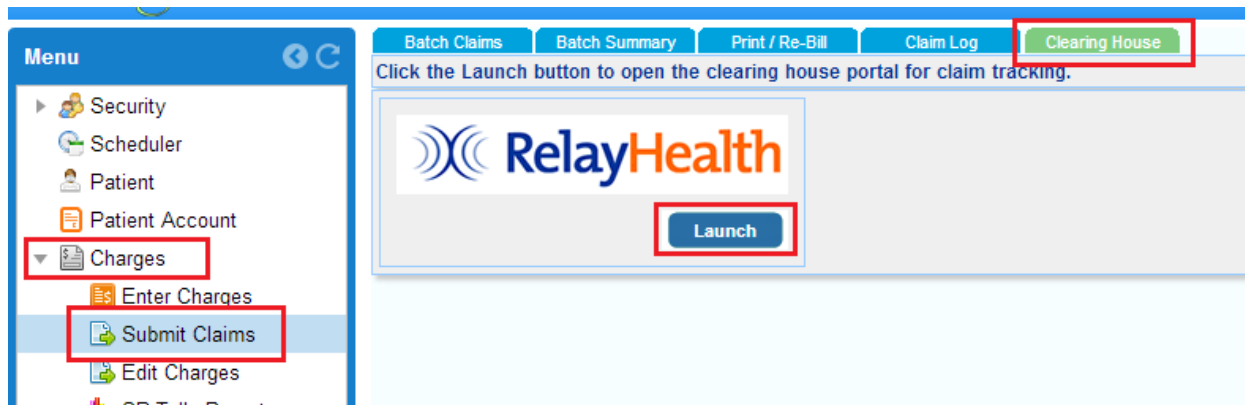 Menu
Security
Scheduler
Patient
Patient Account
Charges
Enter Charges
Submit Claims
Edit Charges
Batch Claims
Batch Summary
Print / Re-Bill
Claim Log
Clearing House
Click the Launch button to open the clearing house portal for claim tracking.
RelayHealth
Launch